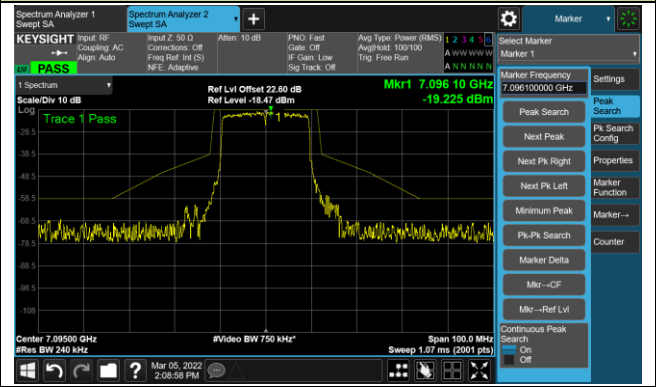 Spectrum Analyzer 1
Swept SA
Spectrum Analyzer 2
Swept SA
Marker
KEYSIGHT
Input: RF
Coupling: AC
Align: Auto
Input Z: 50 Ω
Corrections: Off
Freq Ref: Int (S)
NFE: Adaptive
Atten: 10 dB
PNO: Fast
Gate: Off
IF Gain: Low
Sig Track: Off
Avg Type: Power (RMS)
Avg|Hold: 100/100
Trig: Free Run
1 2 3 4 5 6
A W W W W W
A N N N N N
LXI
PASS
Select Marker
Marker 1
1 Spectrum
Scale/Div 10 dB
Ref Lvl Offset 22.60 dB
Ref Level -18.47 dBm
Mkr1 7.096 10 GHz
-19.225 dBm
Log
Trace 1 Pass
1
-28.5
-38.5
-48.5
-58.5
-68.5
-78.5
-88.5
-98.5
-108
Center 7.09500 GHz
#Res BW 240 kHz
#Video BW 750 kHz*
Span 100.0 MHz
Sweep 1.07 ms (2001 pts)
Marker Frequency
7.096100000 GHz
Peak Search
Next Peak
Next Pk Right
Next Pk Left
Minimum Peak
Pk-Pk Search
Marker Delta
Mkr→CF
Mkr→Ref Lvl
Continuous Peak
Search
On
Off
Settings
Peak
Search
Pk Search
Config
Properties
Marker
Function
Marker→
Counter
?
Mar 05, 2022
2:08:58 PM